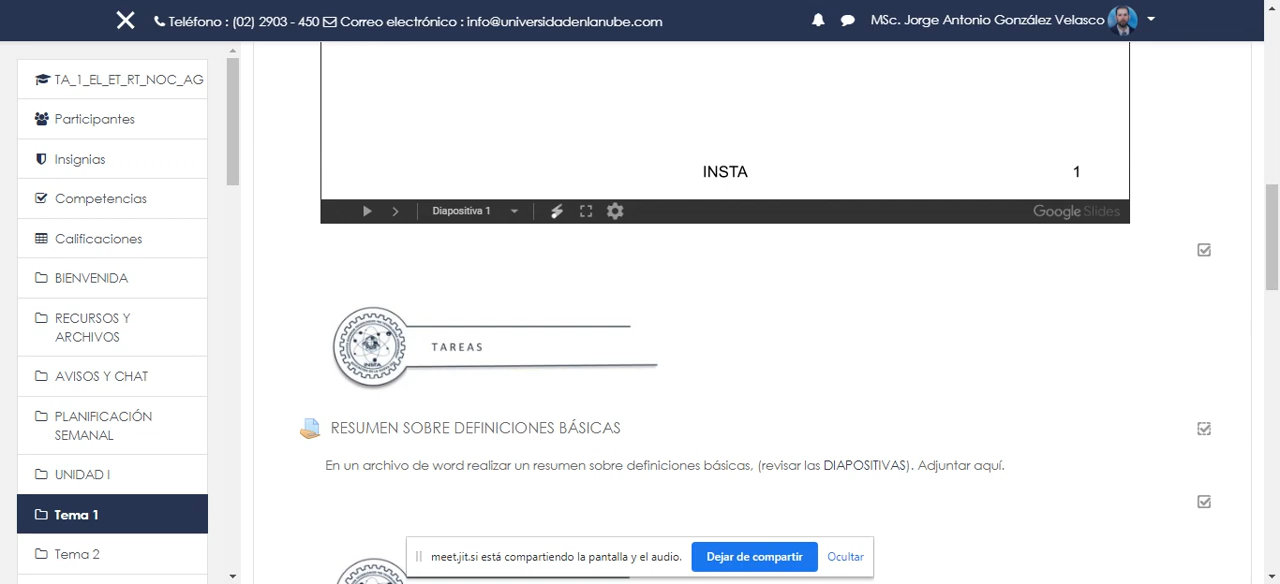 Teléfono : (02) 2903 - 450 Correo electrónico : info@universidadenlanube.com
MSc. Jorge Antonio González Velasco
TA_1_EL_ET_RT_NOC_AG
Participantes
Insignias
Competencias
Calificaciones
BIENVENIDA
RECURSOS Y
ARCHIVOS
AVISOS Y CHAT
PLANIFICACIÓN
SEMANAL
UNIDAD I
Tema 1
Tema 2
INSTA 1
Diapositiva 1
Google Slides
INSTA
TAREAS
RESUMEN SOBRE DEFINICIONES BÁSICAS
En un archivo de word realizar un resumen sobre definiciones básicas, (revisar las DIAPOSITIVAS). Adjuntar aquí.
meet.jit.si está compartiendo la pantalla y el audio. Dejar de compartir Ocultar